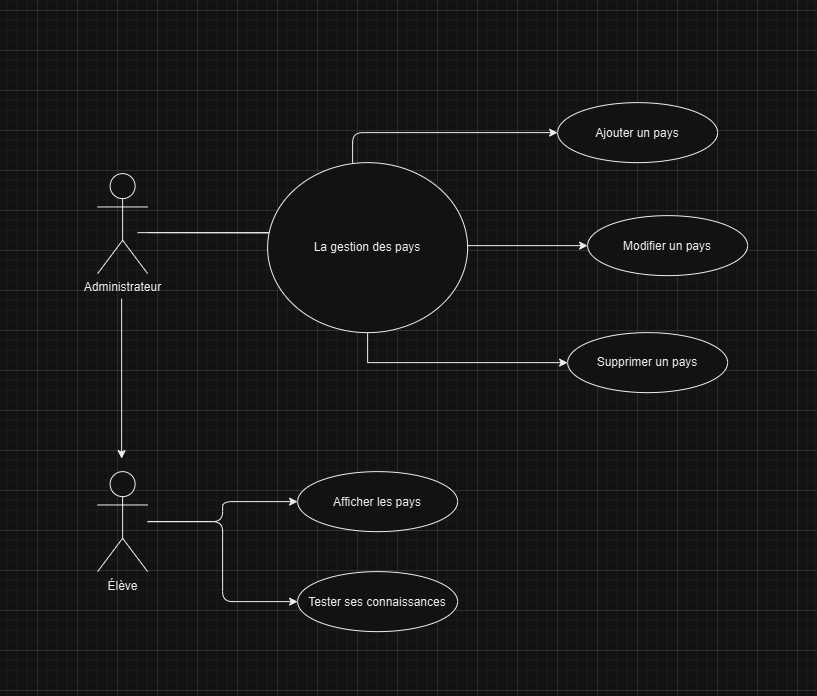 Ajouter un pays
La gestion des pays
Modifier un pays
Administrateur
Supprimer un pays
Afficher les pays
Élève
Tester ses connaissances